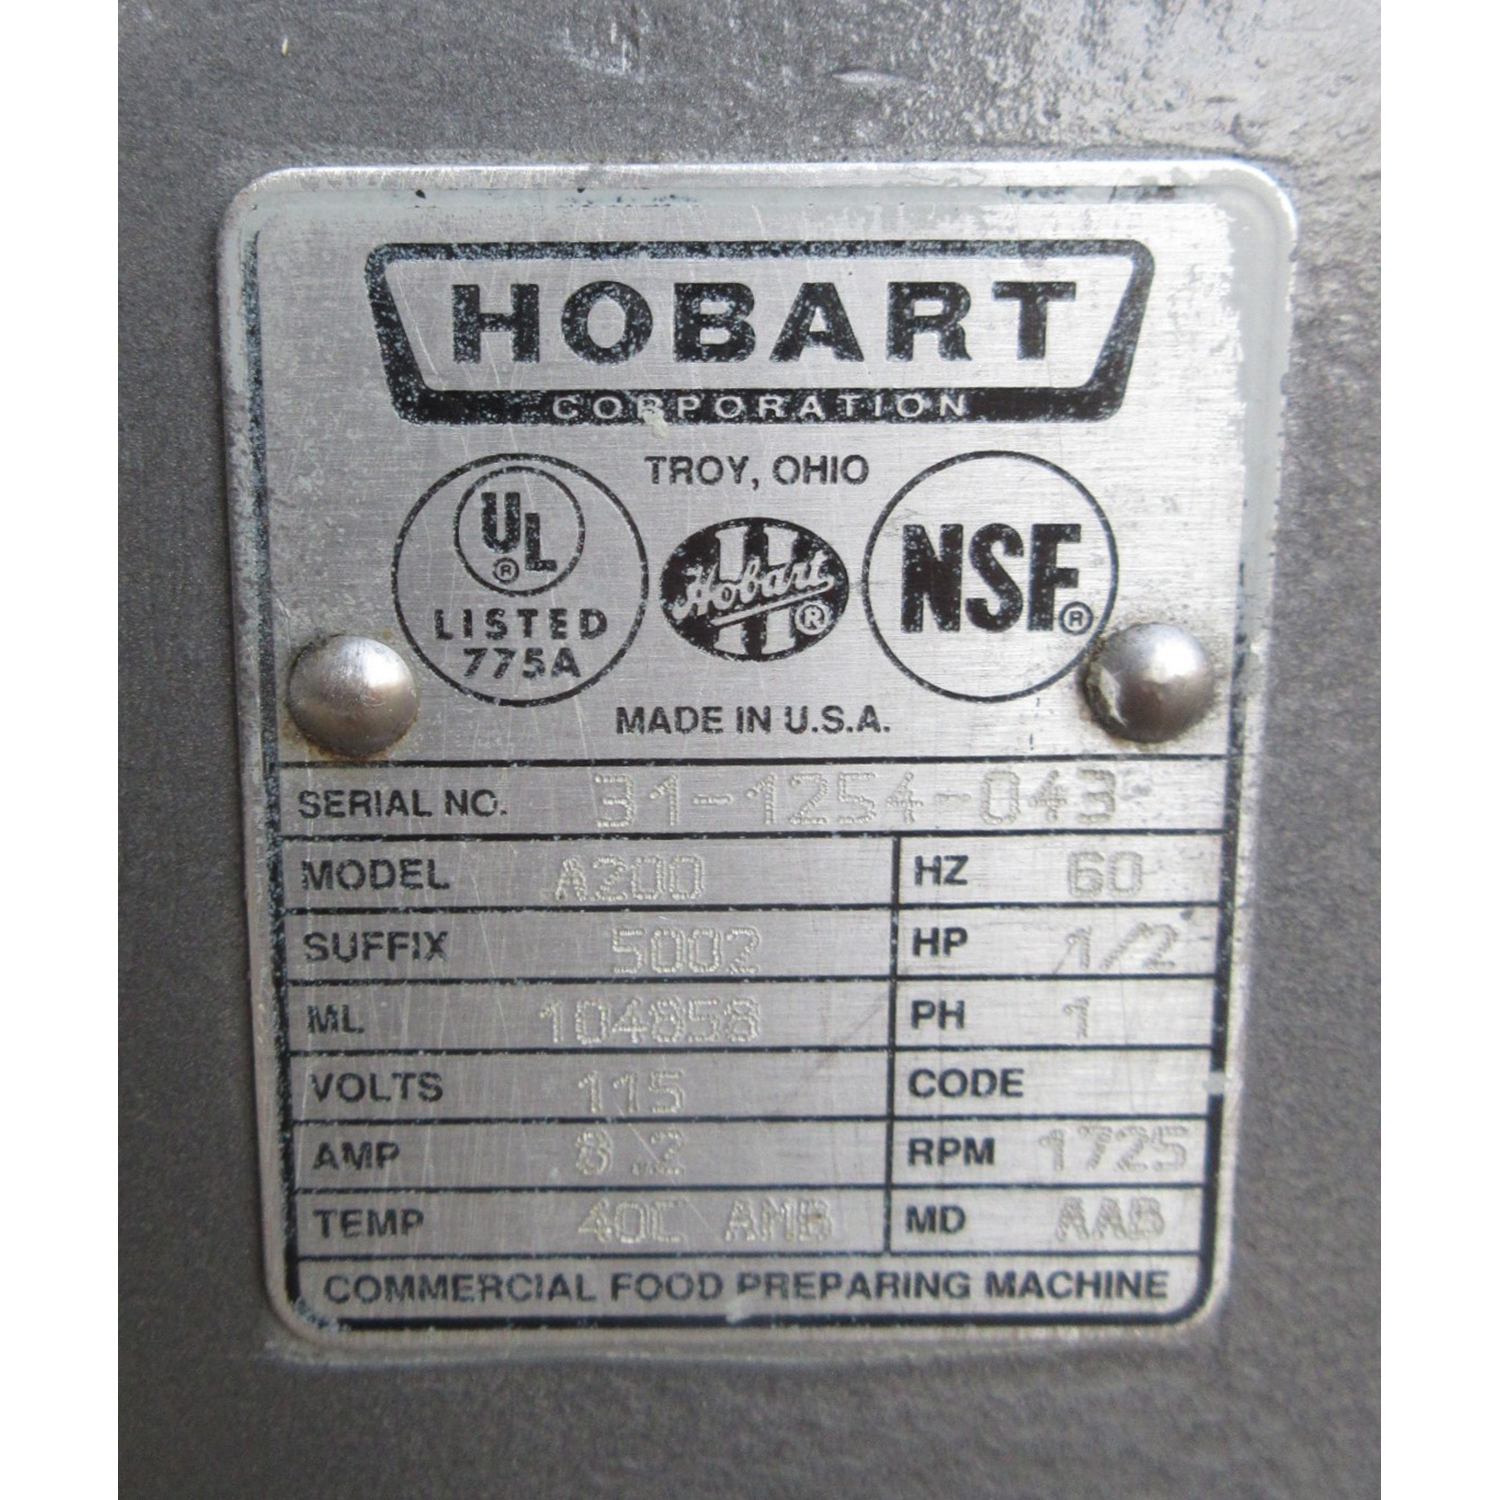 HOBART
CORPORATION
TROY, OHIO
UL ®
LISTED
775A
Hobart ®
NSF ®
MADE IN U.S.A.
SERIAL NO. 31-1254-043
MODEL A200 HZ 60
SUFFIX 5002 HP 1/2
ML 104858 PH 1
VOLTS 115 CODE
AMP 8.2 RPM 1725
TEMP 40C AMB MD AAB
COMMERCIAL FOOD PREPARING MACHINE